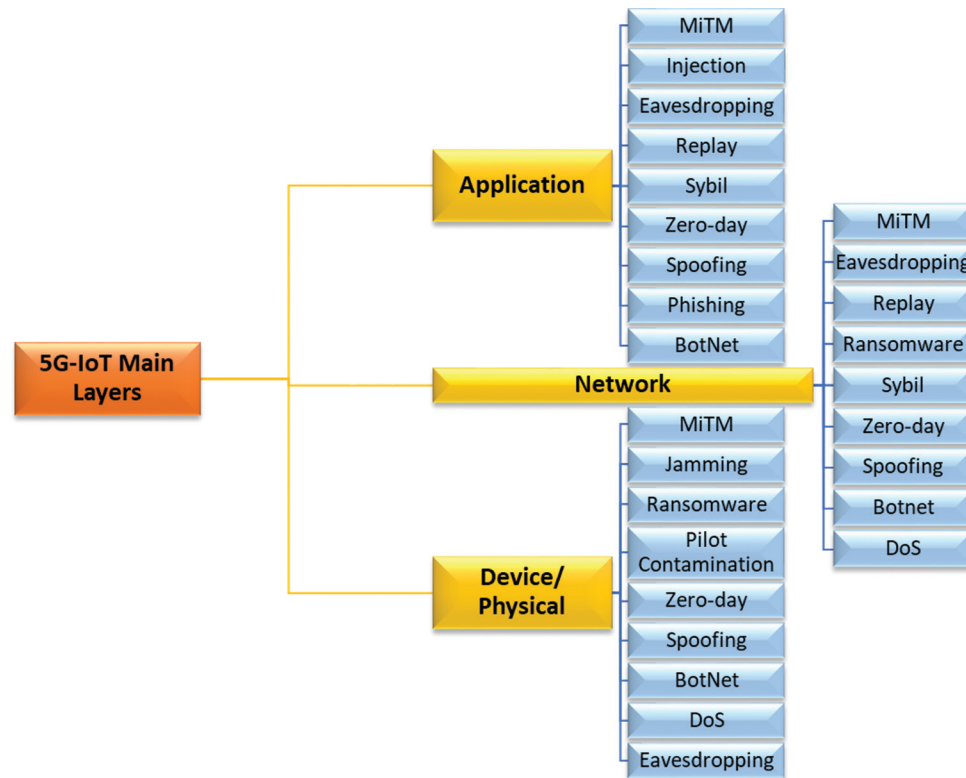 5G-IoT Main
Layers
Application
MiTM
Injection
Eavesdropping
Replay
Sybil
Zero-day
Spoofing
Phishing
BotNet
Network
MiTM
Eavesdropping
Replay
Ransomware
Sybil
Zero-day
Spoofing
Botnet
DoS
Device/
Physical
MiTM
Jamming
Ransomware
Pilot
Contamination
Zero-day
Spoofing
BotNet
DoS
Eavesdropping